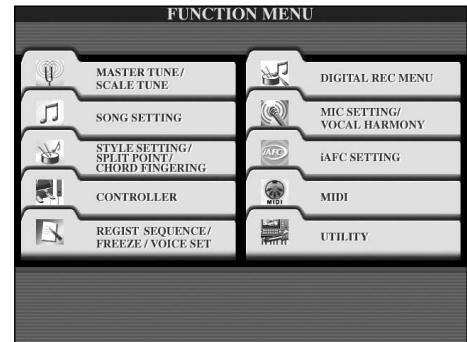 FUNCTION MENU
MASTER TUNE/
SCALE TUNE
SONG SETTING
STYLE SETTING/
SPLIT POINT/
CHORD FINGERING
CONTROLLER
REGIST SEQUENCE/
FREEZE/VOICE SET
DIGITAL REC MENU
MIC SETTING/
VOCAL HARMONY
iAFC
iAFC SETTING
MIDI
MIDI
UTILITY